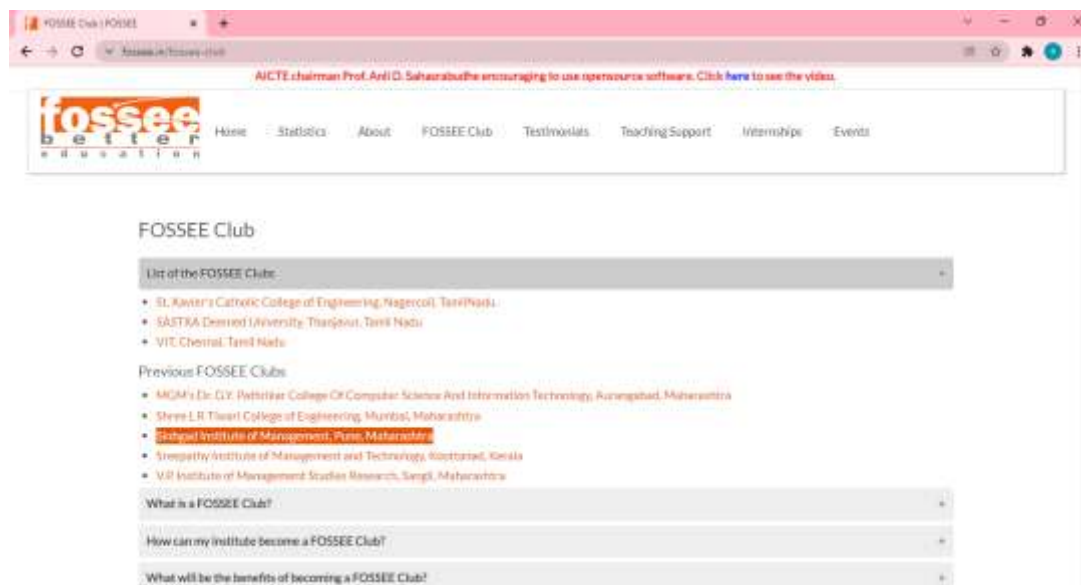 FOSSEE Club | FOSSEE
fossee.in/fossee-club
AICTE chairman Prof. Anil D. Sahasrabudhe encouraging to use opensource software. Click here to see the video.
fossee
better
education
Home Statistics About FOSSEE Club Testimonials Teaching Support Internships Events
FOSSEE Club
List of the FOSSEE Clubs
St. Xavier's Catholic College of Engineering, Nagercoil, TamilNadu
SASTRA Deemed University, Thanjavur, Tamil Nadu
VIT, Chennai, Tamil Nadu
Previous FOSSEE Clubs
MGM's Dr. G.Y. Pathrikar College Of Computer Science And Information Technology, Aurangabad, Maharashtra
Shree L R Tiwari College of Engineering, Mumbai, Maharashtra
Sinhgad Institute of Management, Pune, Maharashtra
Sreepathy Institute of Management and Technology, Koottanad, Kerala
V.P. Institute of Management Studies Research, Sangli, Maharashtra
What is a FOSSEE Club?
How can my institute become a FOSSEE Club?
What will be the benefits of becoming a FOSSEE Club?